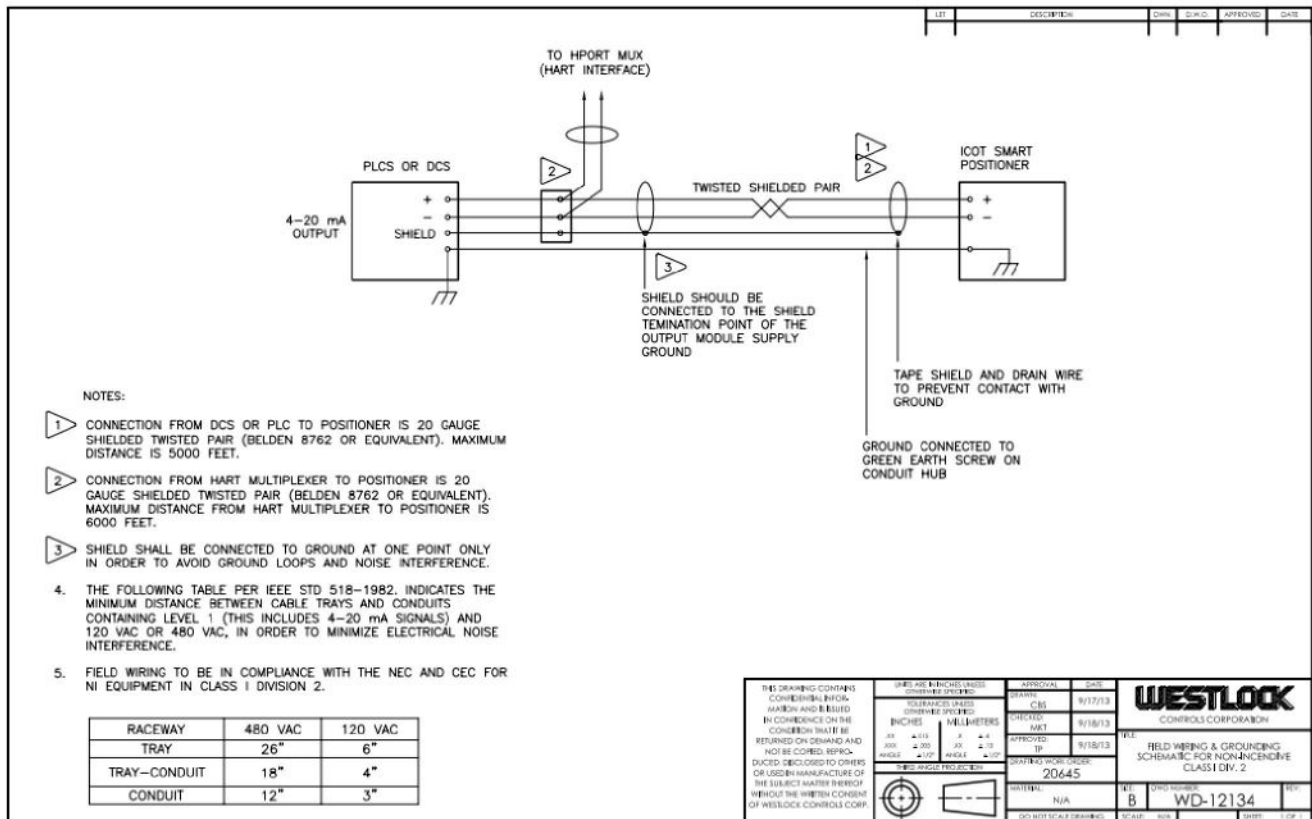 LET DESCRIPTION DWN. D.W.O. APPROVED DATE
TO HPORT MUX
(HART INTERFACE)
PLCS OR DCS
4-20 mA
OUTPUT
+
-
SHIELD
2
TWISTED SHIELDED PAIR
1
2
ICOT SMART
POSITIONER
+
-
3
SHIELD SHOULD BE
CONNECTED TO THE SHIELD
TEMINATION POINT OF THE
OUTPUT MODULE SUPPLY
GROUND
TAPE SHIELD AND DRAIN WIRE
TO PREVENT CONTACT WITH
GROUND
GROUND CONNECTED TO
GREEN EARTH SCREW ON
CONDUIT HUB
NOTES:
1 CONNECTION FROM DCS OR PLC TO POSITIONER IS 20 GAUGE
SHIELDED TWISTED PAIR (BELDEN 8762 OR EQUIVALENT). MAXIMUM
DISTANCE IS 5000 FEET.
2 CONNECTION FROM HART MULTIPLEXER TO POSITIONER IS 20
GAUGE SHIELDED TWISTED PAIR (BELDEN 8762 OR EQUIVALENT).
MAXIMUM DISTANCE FROM HART MULTIPLEXER TO POSITIONER IS
6000 FEET.
3 SHIELD SHALL BE CONNECTED TO GROUND AT ONE POINT ONLY
IN ORDER TO AVOID GROUND LOOPS AND NOISE INTERFERENCE.
4. THE FOLLOWING TABLE PER IEEE STD 518-1982. INDICATES THE
MINIMUM DISTANCE BETWEEN CABLE TRAYS AND CONDUITS
CONTAINING LEVEL 1 (THIS INCLUDES 4-20 mA SIGNALS) AND
120 VAC OR 480 VAC, IN ORDER TO MINIMIZE ELECTRICAL NOISE
INTERFERENCE.
5. FIELD WIRING TO BE IN COMPLIANCE WITH THE NEC AND CEC FOR
NI EQUIPMENT IN CLASS I DIVISION 2.
RACEWAY 480 VAC 120 VAC
TRAY 26" 6"
TRAY-CONDUIT 18" 4"
CONDUIT 12" 3"
THIS DRAWING CONTAINS
CONFIDENTIAL INFOR-
MATION AND IS ISSUED
IN CONFIDENCE ON THE
CONDITION THAT IT BE
RETURNED ON DEMAND AND
NOT BE COPIED, REPRO-
DUCED, DISCLOSED TO OTHERS
OR USED IN MANUFACTURE OF
THE SUBJECT MATTER THEREOF
WITHOUT THE WRITTEN CONSENT
OF WESTLOCK CONTROLS CORP.
UNITS ARE IN INCHES UNLESS
OTHERWISE SPECIFIED
TOLERANCES UNLESS
OTHERWISE SPECIFIED
INCHES MILLIMETERS
ANGLE ±1/2° ANGLE ±1/2°
THIRD ANGLE PROJECTION
APPROVAL DATE
DRAWN: CBS 9/17/13
CHECKED: MKT 9/18/13
APPROVED: TP 9/18/13
DRAFTING WORK ORDER:
20645
MATERIAL:
N/A
DO NOT SCALE DRAWING
WESTLOCK
CONTROLS CORPORATION
TITLE:
FIELD WIRING & GROUNDING
SCHEMATIC FOR NON-INCENDIVE
CLASS I DIV. 2
SIZE: B DWG NUMBER: WD-12134 REV:
SCALE: N/A SHEET: 1 OF 1